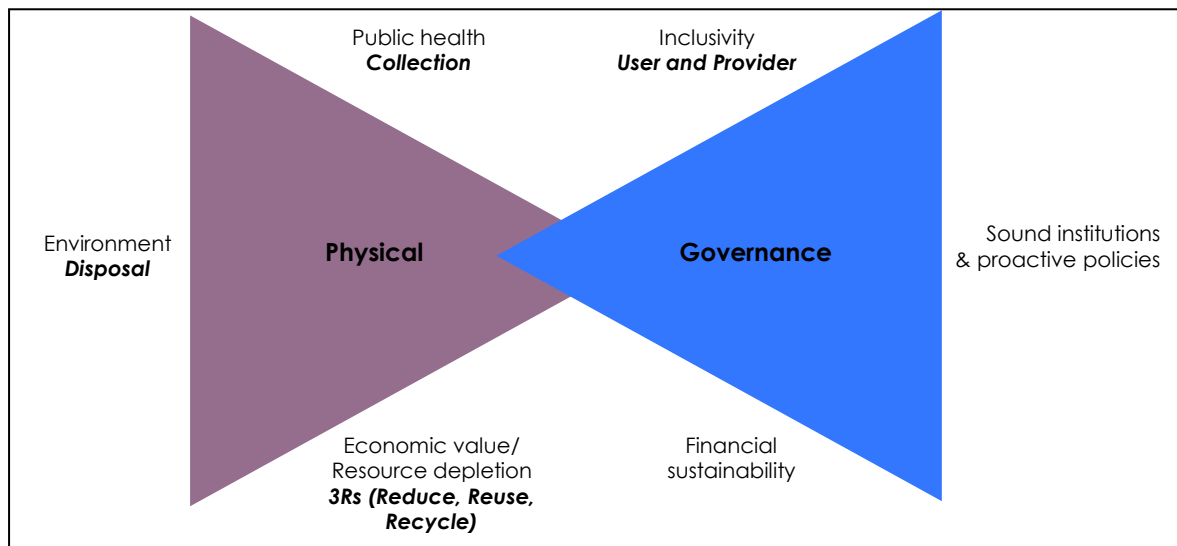 Public health
Collection
Inclusivity
User and Provider
Environment
Disposal
Physical
Governance
Sound institutions
& proactive policies
Economic value/
Resource depletion
3Rs (Reduce, Reuse,
Recycle)
Financial
sustainability